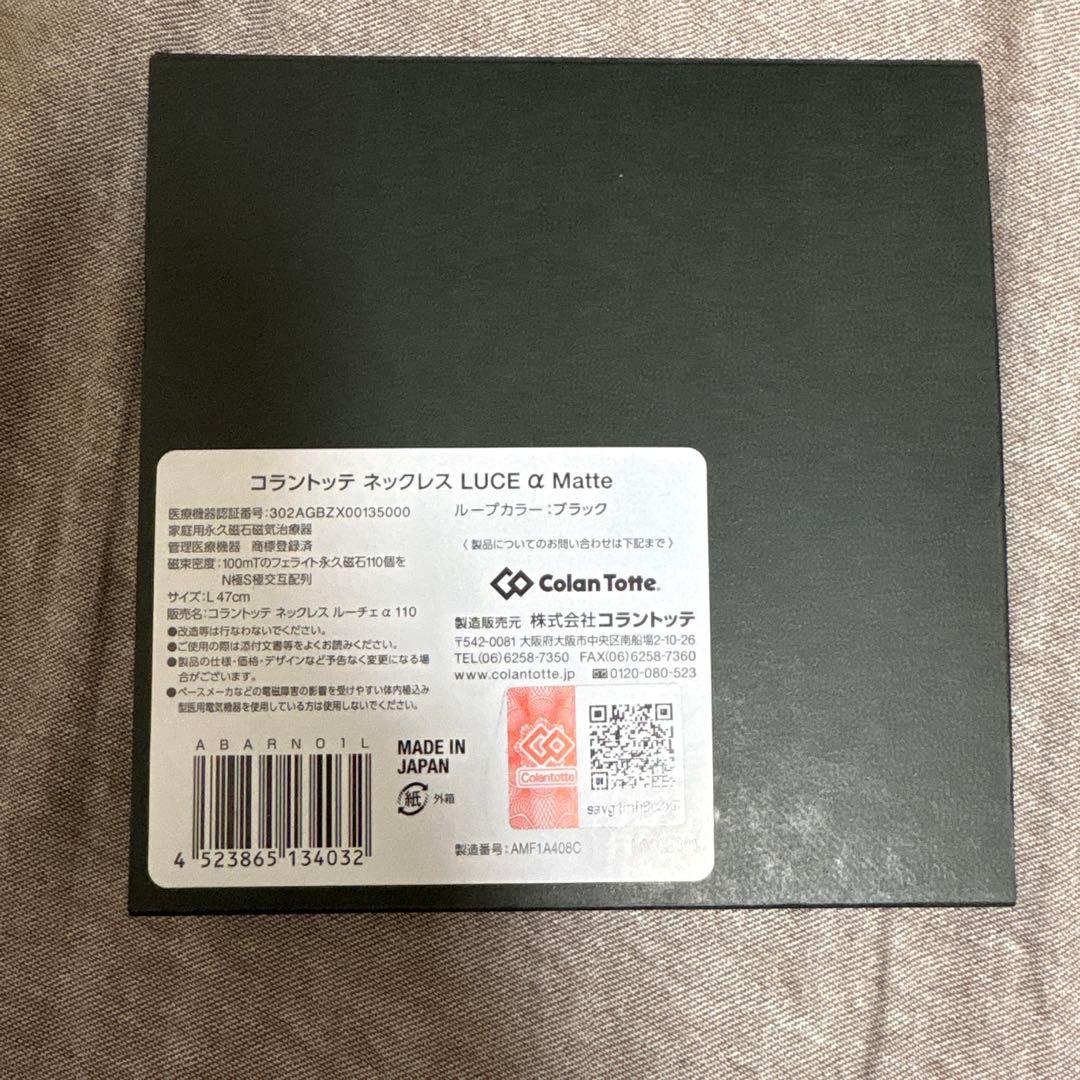 コラントッテ ネックレス LUCE α Matte
医療機器認証番号:302AGBZX00135000
家庭用永久磁石磁気治療器
管理医療機器 商標登録済
磁束密度:100mTのフェライト永久磁石110個を
N極S極交互配列
サイズ:L 47cm
販売名:コラントッテ ネックレス ルーチェ α 110
●改造等は行なわないでください。
●ご使用の際は添付文書等をよくお読みください。
●製品の仕様・価格・デザインなど予告なく変更になる場
合がございます。
●ペースメーカなどの電磁障害の影響を受けやすい体内植込み
型医用電気機器を使用している方は使用しないでください。
ABARN01L
4 523865 134032
MADE IN
JAPAN
紙 外箱
ループカラー:ブラック
〈 製品についてのお問い合わせは下記まで 〉
Colan Totte®
製造販売元 株式会社コラントッテ
〒542-0081 大阪府大阪市中央区南船場2-10-26
TEL(06)6258-7350 FAX(06)6258-7360
www.colantotte.jp 0120-080-523
Colantotte
製造番号:AMF1A408C